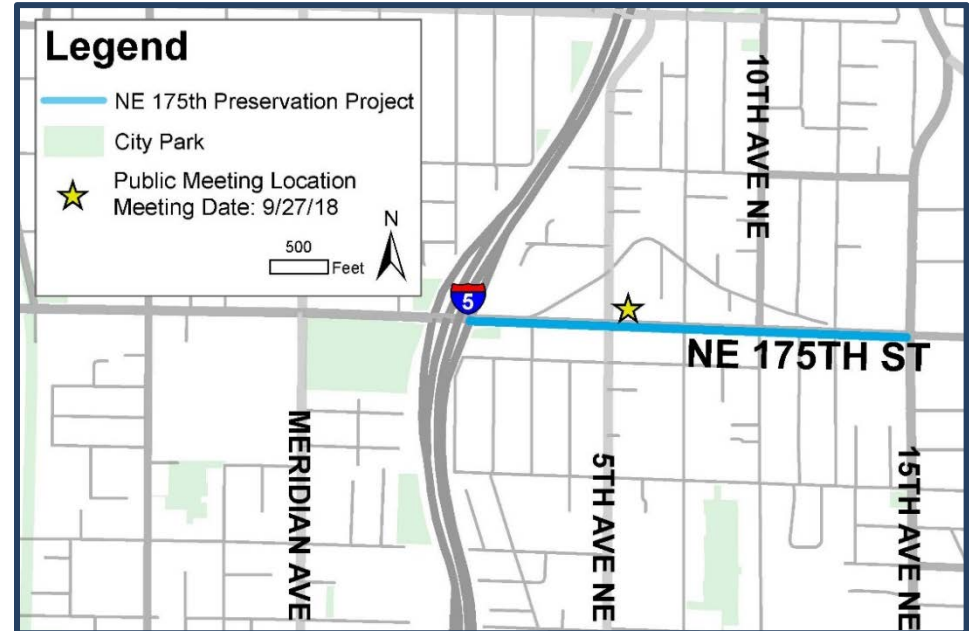 Legend
NE 175th Preservation Project
City Park
Public Meeting Location
Meeting Date: 9/27/18
N
500
Feet
5
10TH AVE NE
NE 175TH ST
MERIDIAN AVE
5TH AVE NE
15TH AVE NE